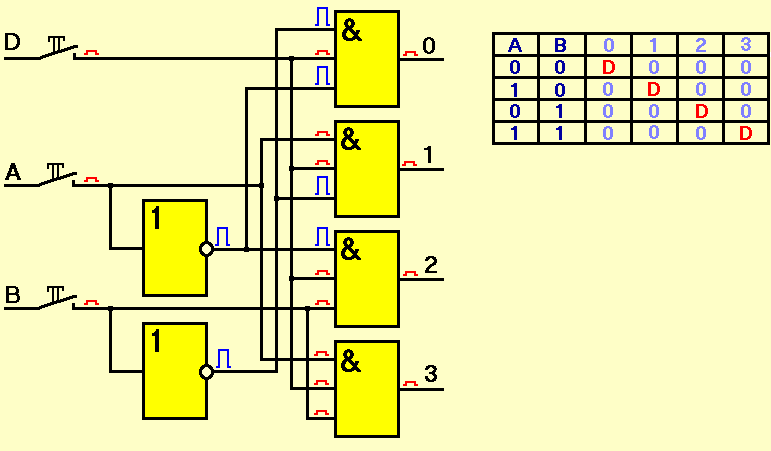 D
& 0
A
& 1
1
B
& 2
1
& 3
A B 0 1 2 3
0 0 D 0 0 0
1 0 0 D 0 0
0 1 0 0 D 0
1 1 0 0 0 D